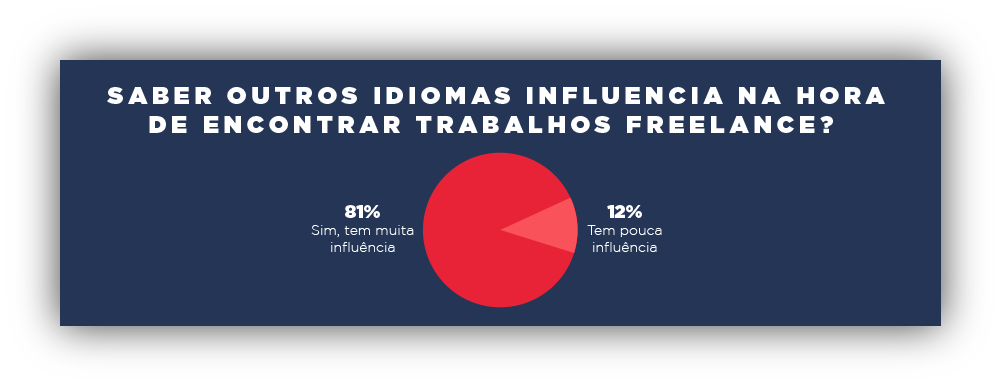 SABER OUTROS IDIOMAS INFLUENCIA NA HORA
DE ENCONTRAR TRABALHOS FREELANCE?
81%
Sim, tem muita
influência
12%
Tem pouca
influência